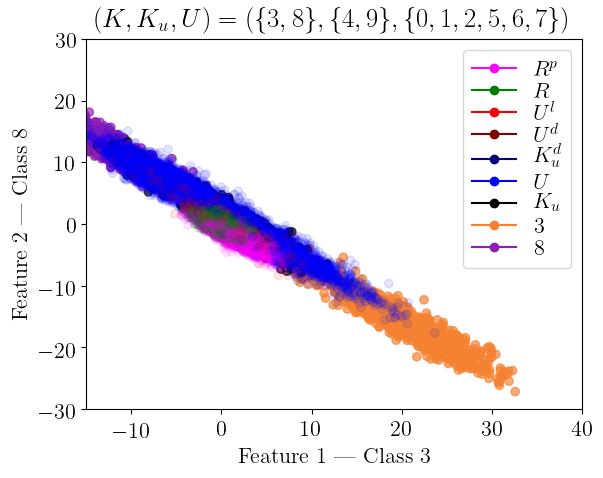 (K, K_u, U) = ({3, 8}, {4, 9}, {0, 1, 2, 5, 6, 7})
30
20
10
0
−10
−20
−30
−10
0
10
20
30
40
Feature 2 — Class 8
Feature 1 — Class 3
R^p
R
U^l
U^d
K_u^d
U
K_u
3
8